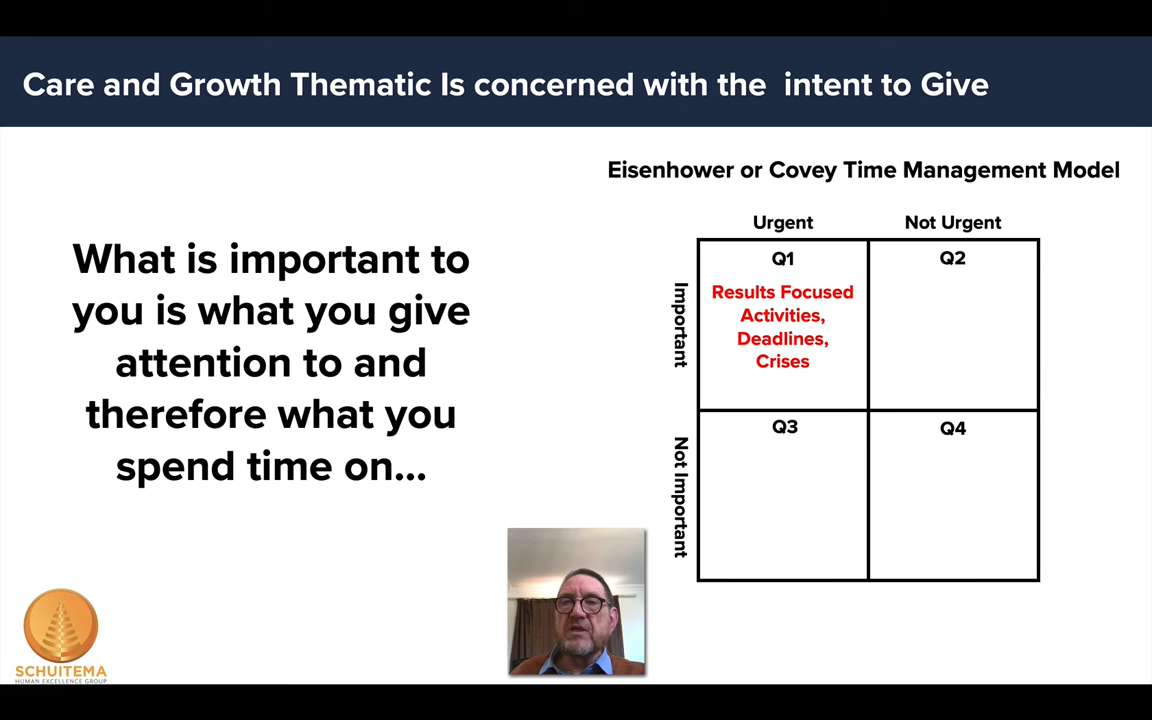 Care and Growth Thematic Is concerned with the intent to Give
What is important to
you is what you give
attention to and
therefore what you
spend time on...
Eisenhower or Covey Time Management Model
Urgent
Not Urgent
Important
Q1
Results Focused
Activities,
Deadlines,
Crises
Q2
Not Important
Q3
Q4
SCHUITEMA
HUMAN EXCELLENCE GROUP